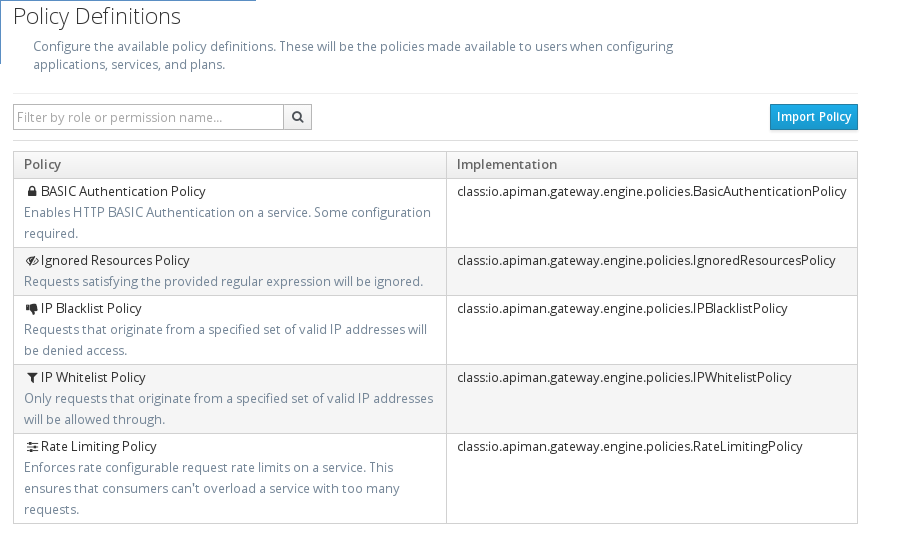 Policy Definitions
Configure the available policy definitions. These will be the policies made available to users when configuring
applications, services, and plans.
Filter by role or permission name...
Import Policy
Policy
Implementation
BASIC Authentication Policy
class:io.apiman.gateway.engine.policies.BasicAuthenticationPolicy
Enables HTTP BASIC Authentication on a service. Some configuration
required.
Ignored Resources Policy
class:io.apiman.gateway.engine.policies.IgnoredResourcesPolicy
Requests satisfying the provided regular expression will be ignored.
IP Blacklist Policy
class:io.apiman.gateway.engine.policies.IPBlacklistPolicy
Requests that originate from a specified set of valid IP addresses will
be denied access.
IP Whitelist Policy
class:io.apiman.gateway.engine.policies.IPWhitelistPolicy
Only requests that originate from a specified set of valid IP addresses
will be allowed through.
Rate Limiting Policy
class:io.apiman.gateway.engine.policies.RateLimitingPolicy
Enforces rate configurable request rate limits on a service. This
ensures that consumers can't overload a service with too many
requests.